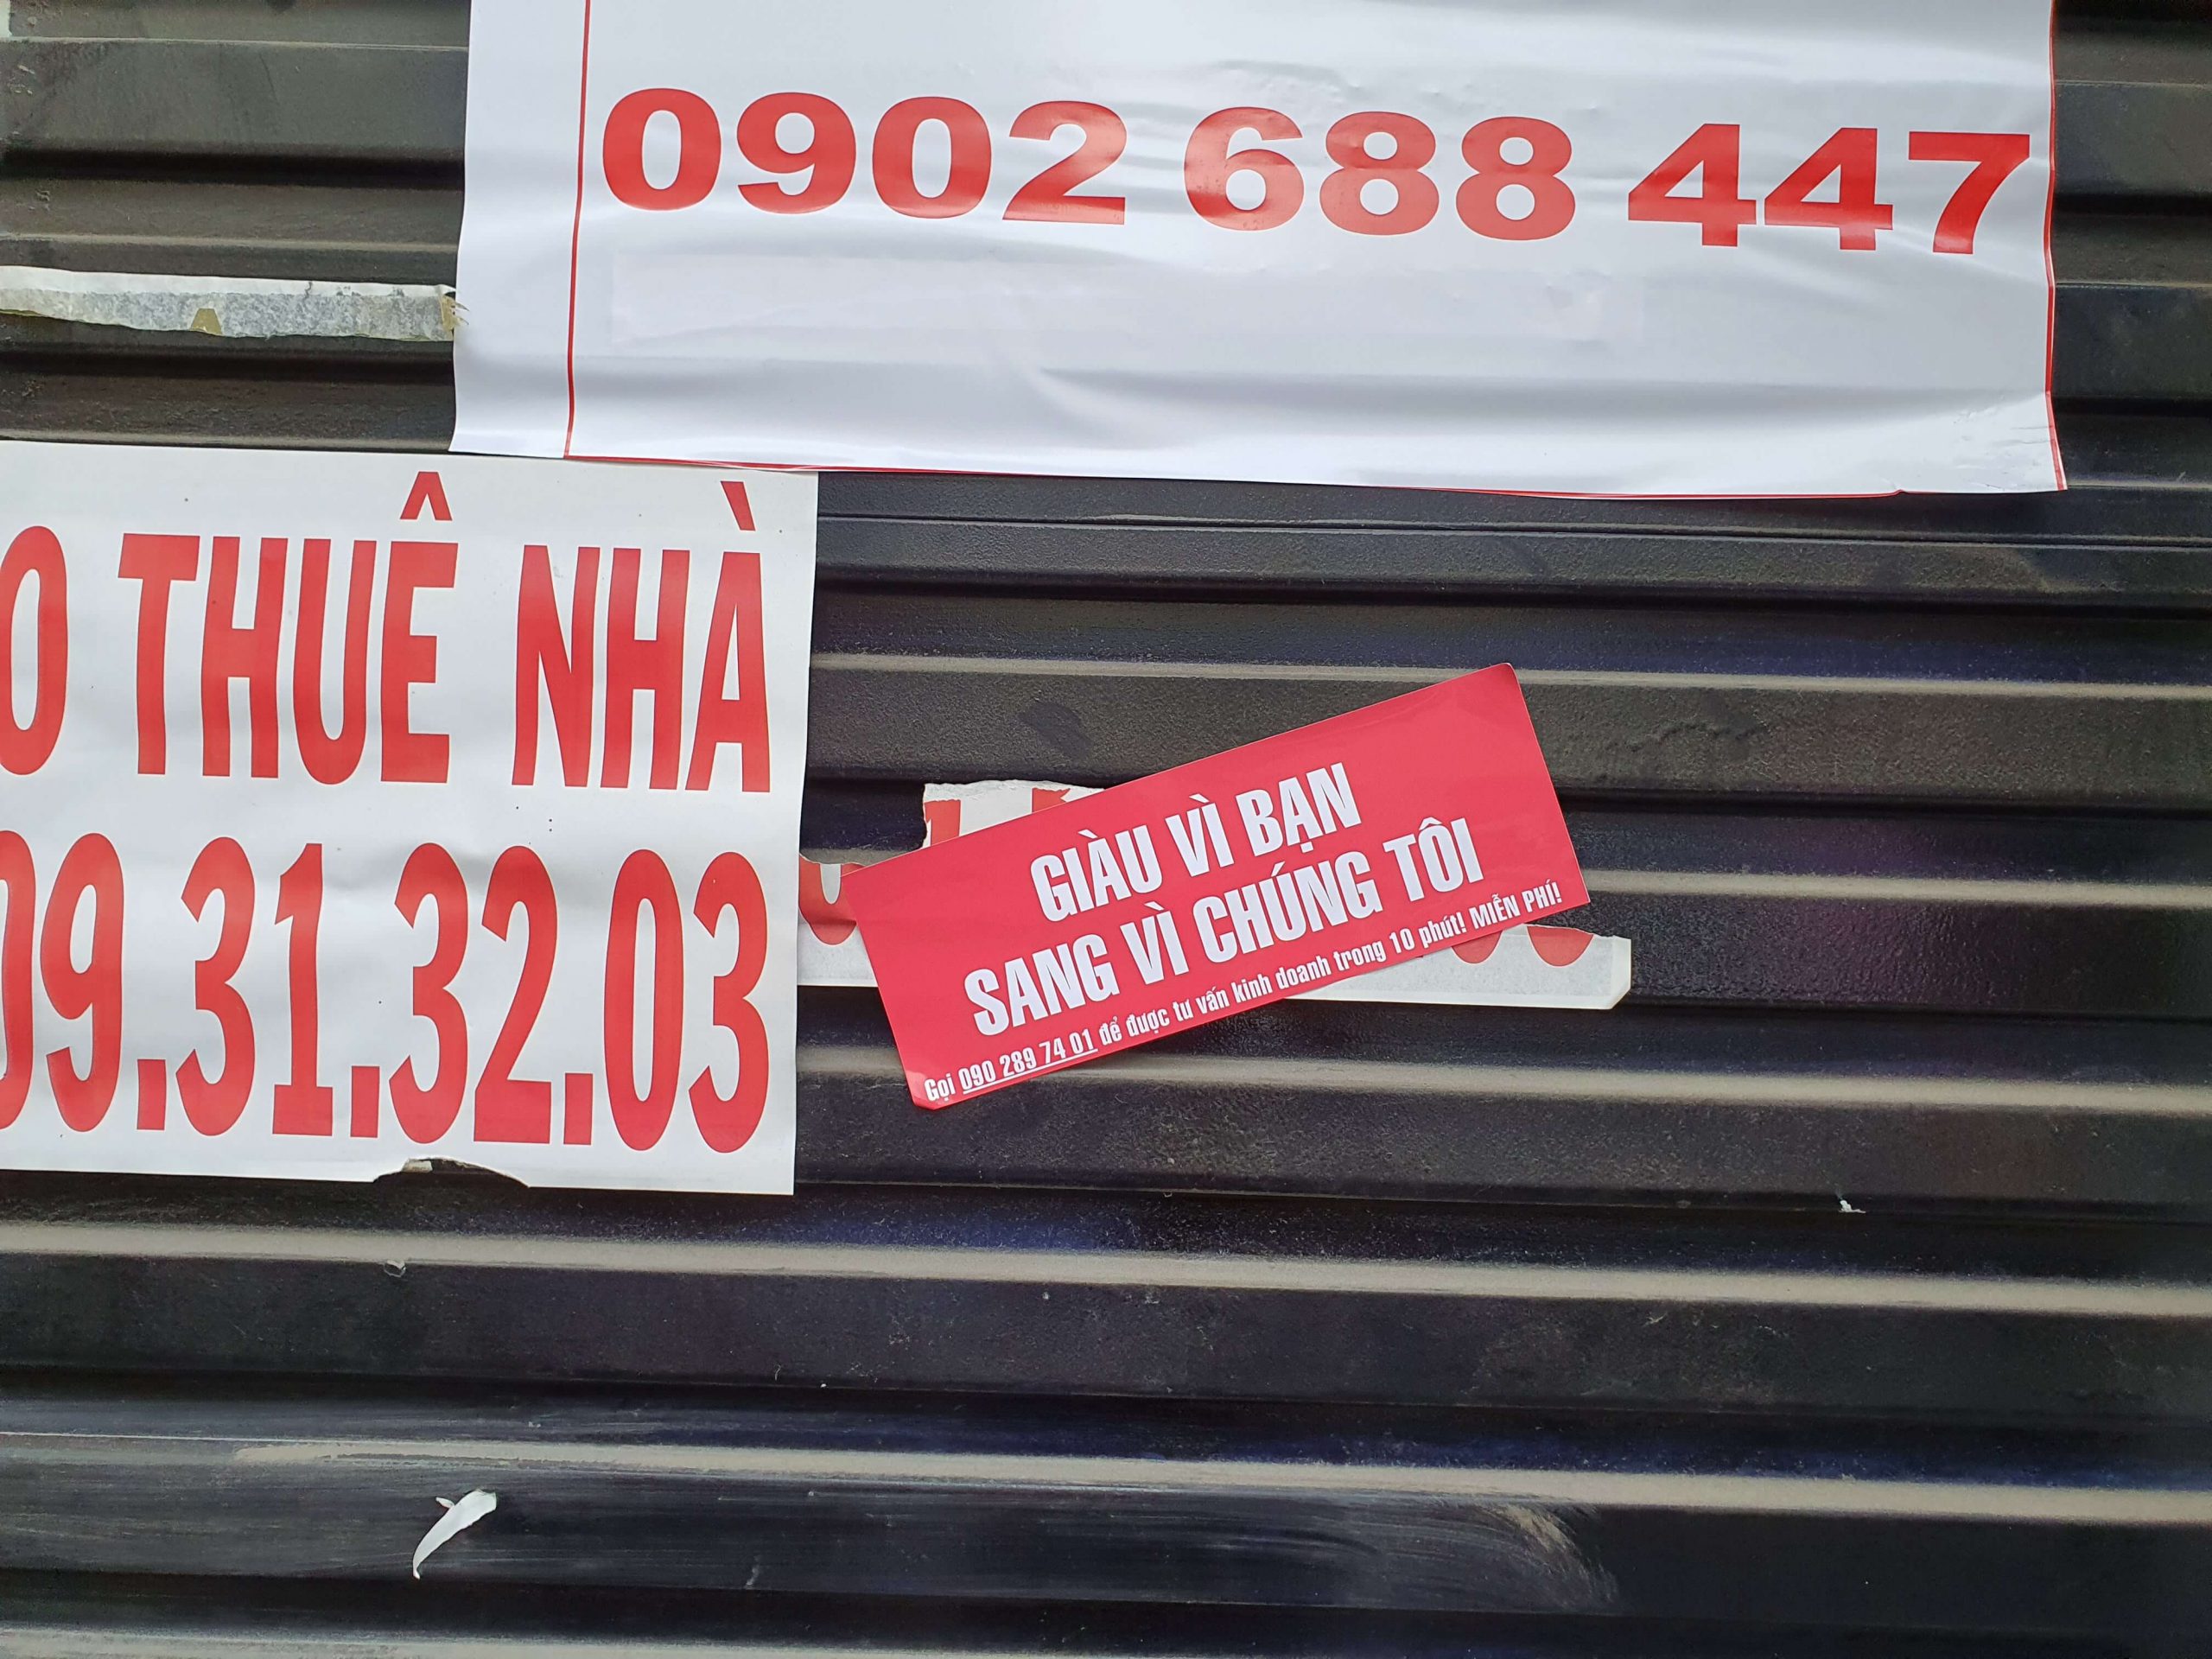 0902 688 447
O THUÊ NHÀ
09.31.32.03
GIÀU VÌ BẠN
SANG VÌ CHÚNG TÔI
Gọi 090 289 74 01 để được tư vấn kinh doanh trong 10 phút! MIỄN PHÍ!